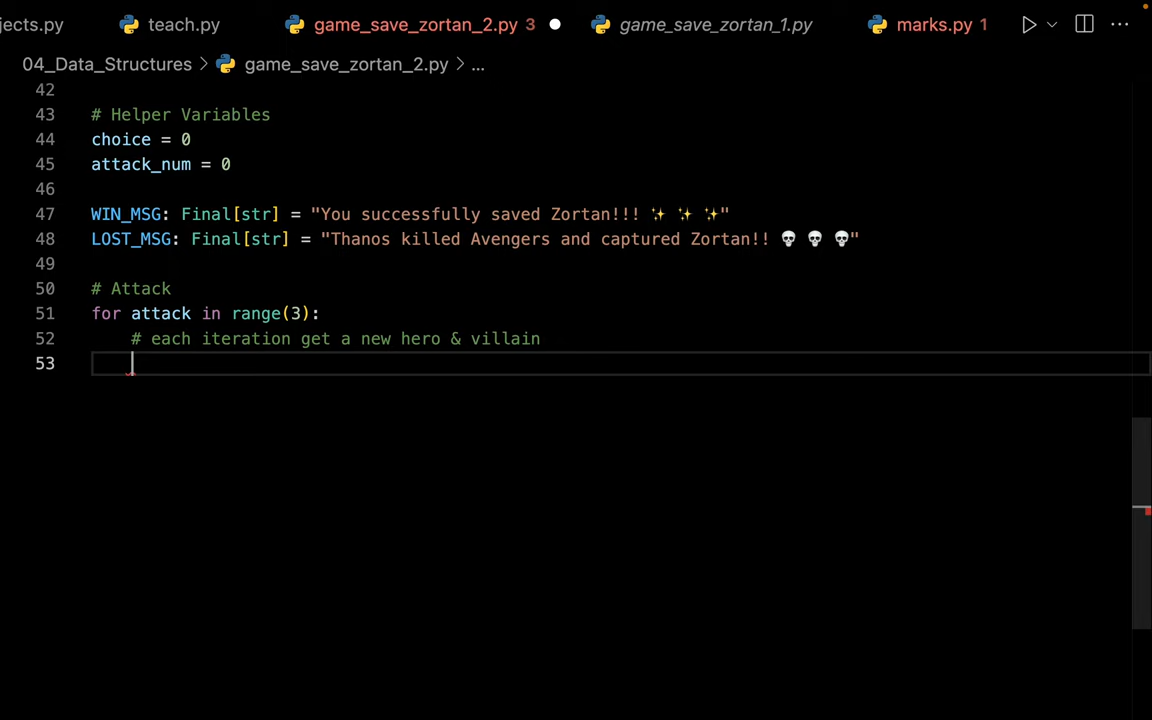 jects.py teach.py game_save_zortan_2.py 3 game_save_zortan_1.py marks.py 1 ...
04_Data_Structures > game_save_zortan_2.py > ...
42
43 # Helper Variables
44 choice = 0
45 attack_num = 0
46
47 WIN_MSG: Final[str] = "You successfully saved Zortan!!! ✨ ✨ ✨"
48 LOST_MSG: Final[str] = "Thanos killed Avengers and captured Zortan!! 💀 💀 💀"
49
50 # Attack
51 for attack in range(3):
52     # each iteration get a new hero & villain
53